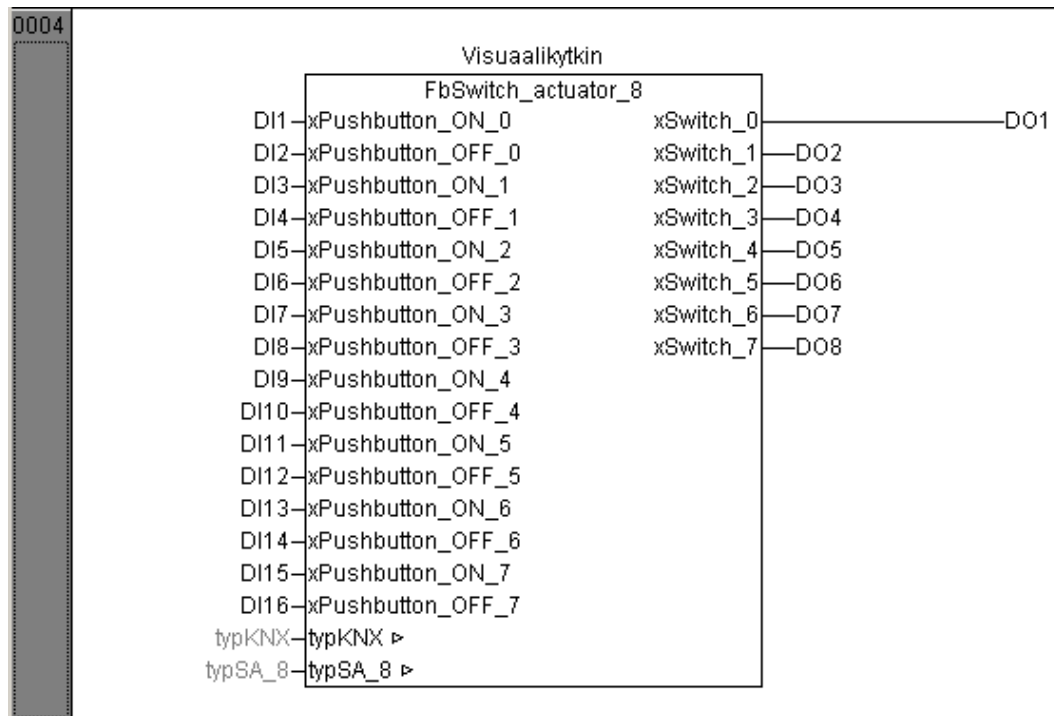 0004
Visuaalikytkin
FbSwitch_actuator_8
DI1 xPushbutton_ON_0 xSwitch_0 DO1
DI2 xPushbutton_OFF_0 xSwitch_1 DO2
DI3 xPushbutton_ON_1 xSwitch_2 DO3
DI4 xPushbutton_OFF_1 xSwitch_3 DO4
DI5 xPushbutton_ON_2 xSwitch_4 DO5
DI6 xPushbutton_OFF_2 xSwitch_5 DO6
DI7 xPushbutton_ON_3 xSwitch_6 DO7
DI8 xPushbutton_OFF_3 xSwitch_7 DO8
DI9 xPushbutton_ON_4
DI10 xPushbutton_OFF_4
DI11 xPushbutton_ON_5
DI12 xPushbutton_OFF_5
DI13 xPushbutton_ON_6
DI14 xPushbutton_OFF_6
DI15 xPushbutton_ON_7
DI16 xPushbutton_OFF_7
typKNX typKNX ▷
typSA_8 typSA_8 ▷